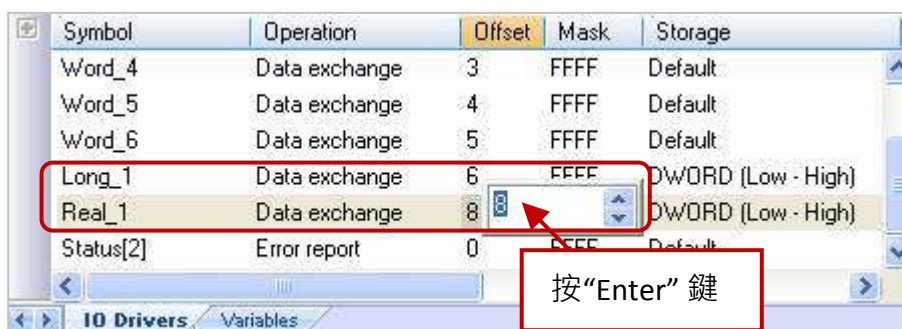 Symbol Operation Offset Mask Storage
Word_4 Data exchange 3 FFFF Default
Word_5 Data exchange 4 FFFF Default
Word_6 Data exchange 5 FFFF Default
Long_1 Data exchange 6 FFFF DWORD (Low - High)
Real_1 Data exchange 8 8 DWORD (Low - High)
Status[2] Error report 0 FFFF Default
按“Enter” 鍵
IO Drivers Variables